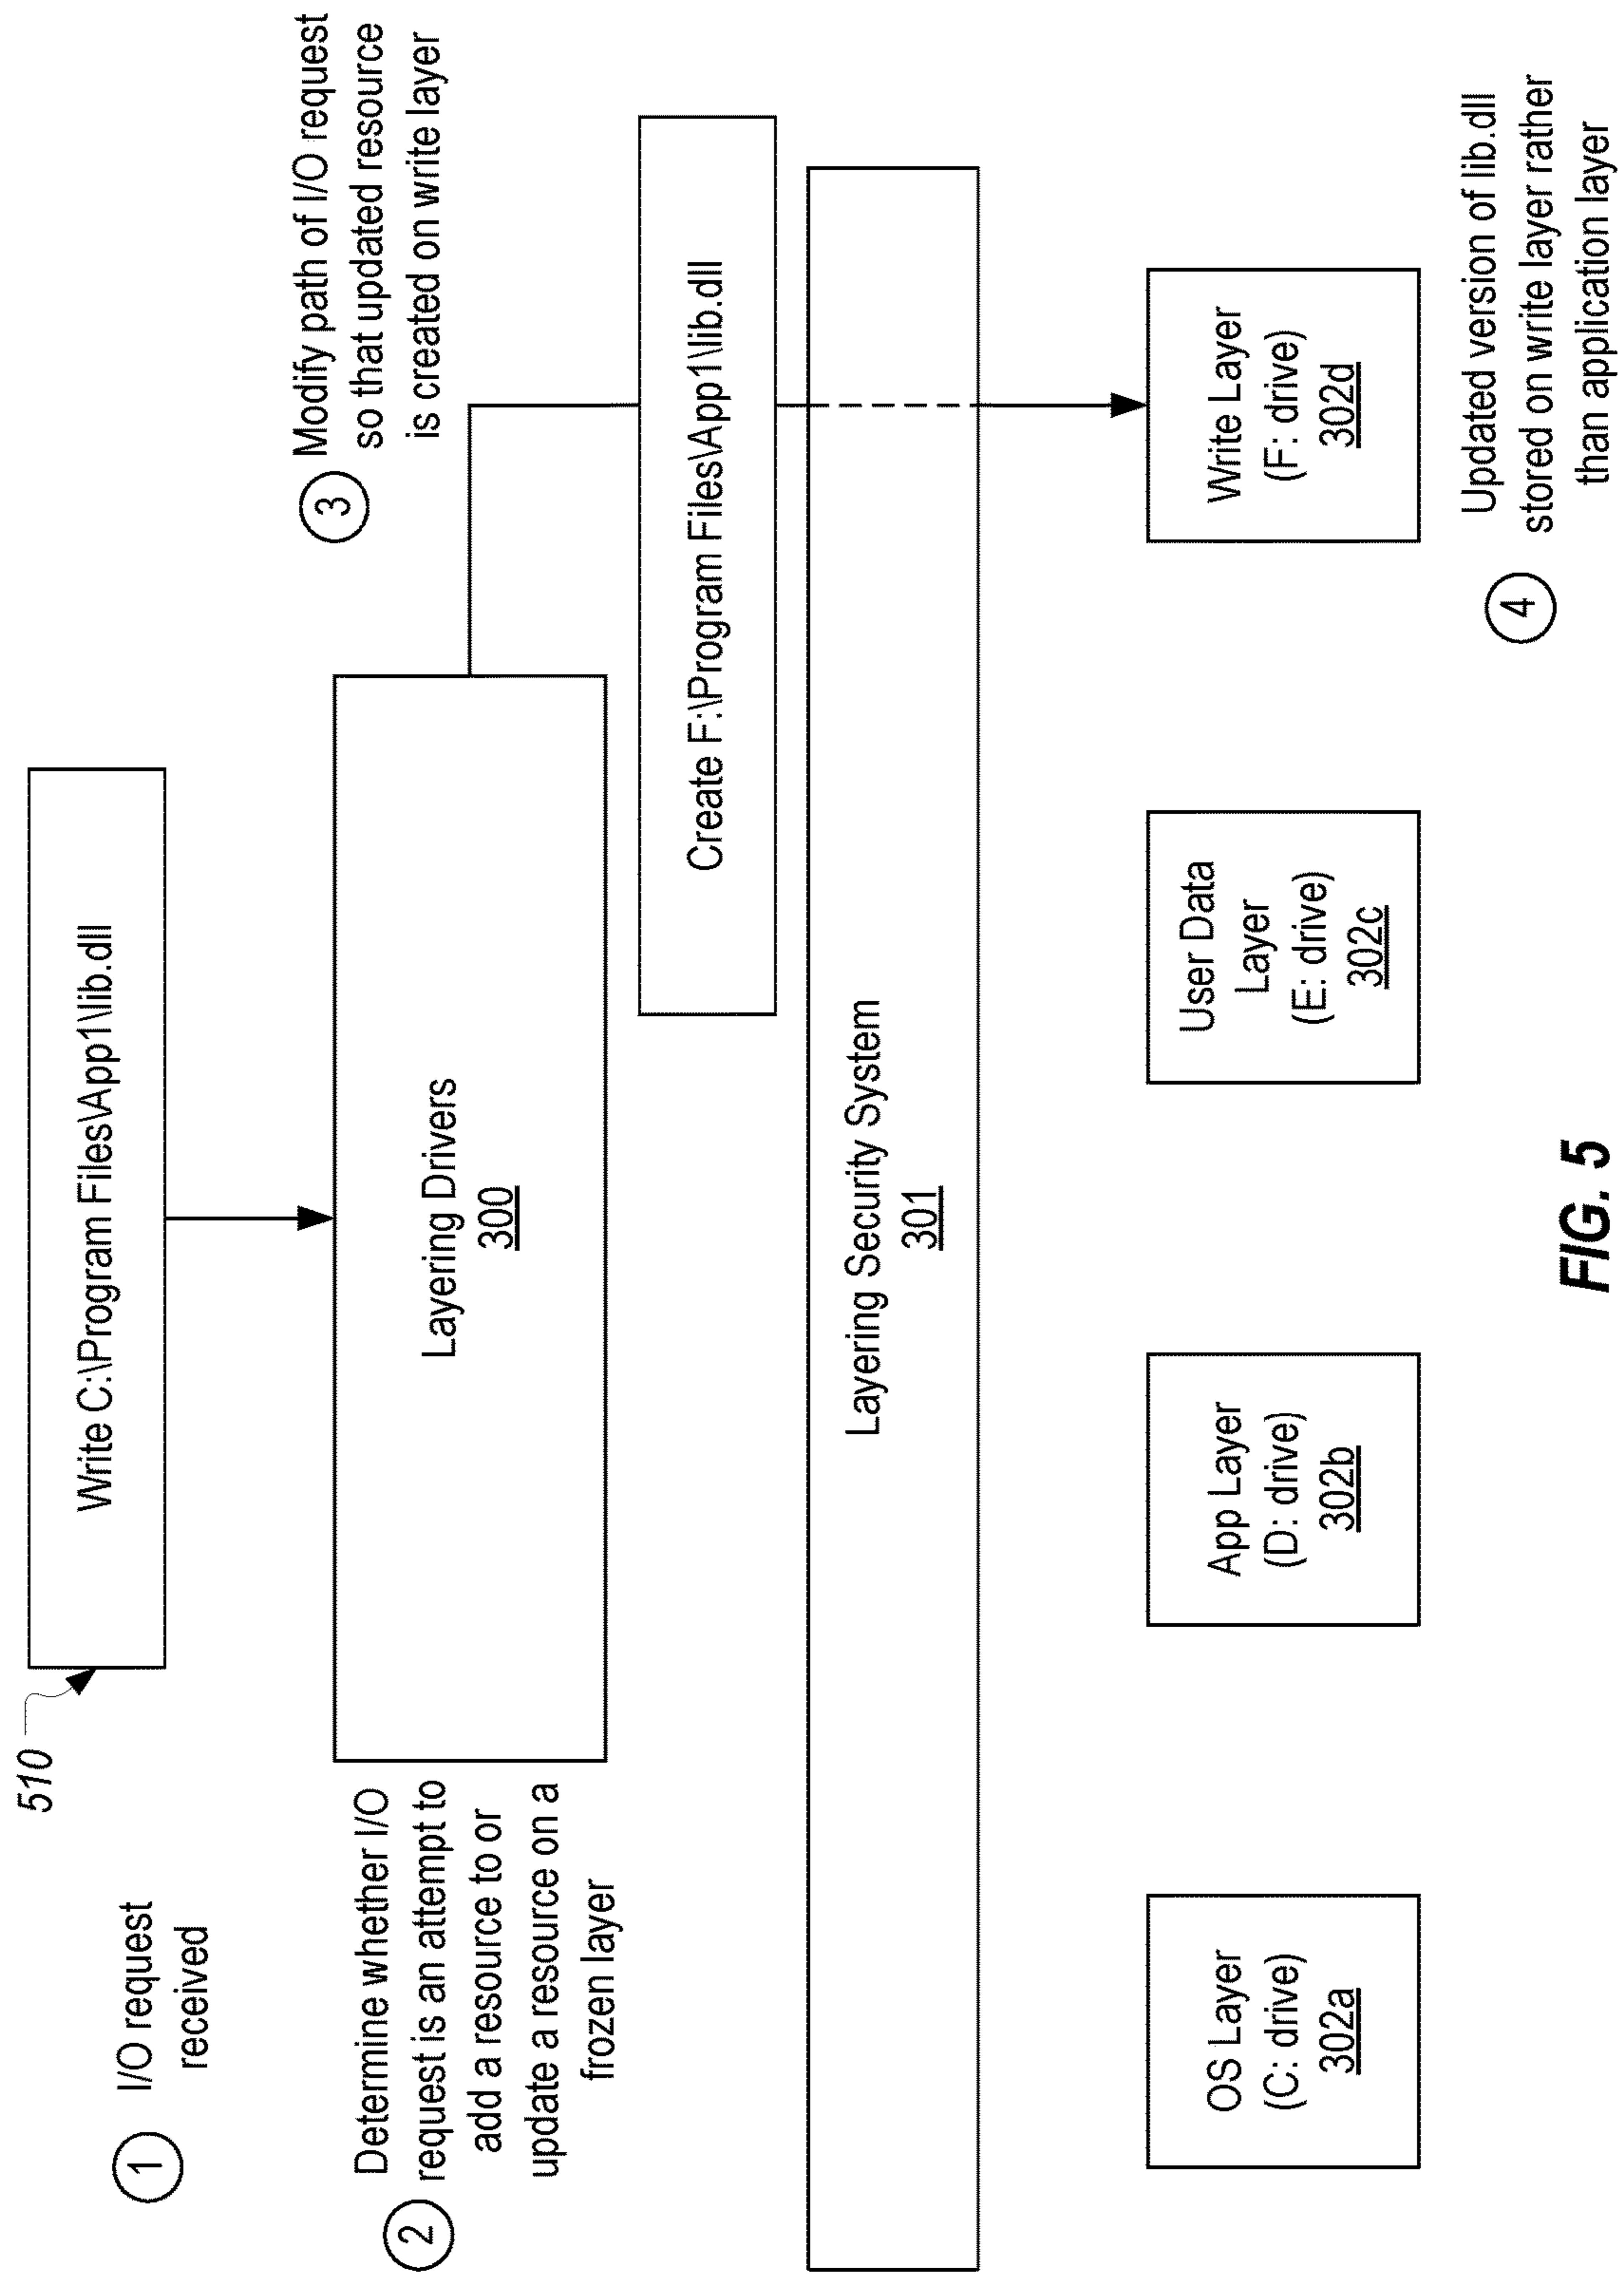 510
1
I/O request
received
Write C:\Program Files\App1\lib.dll
2
Determine whether I/O
request is an attempt to
add a resource to or
update a resource on a
frozen layer
Layering Drivers
300
3
Modify path of I/O request
so that updated resource
is created on write layer
Create F:\Program Files\App1\lib.dll
Layering Security System
301
OS Layer
(C: drive)
302a
App Layer
(D: drive)
302b
User Data
Layer
(E: drive)
302c
Write Layer
(F: drive)
302d
4
Updated version of lib.dll
stored on write layer rather
than application layer
FIG. 5